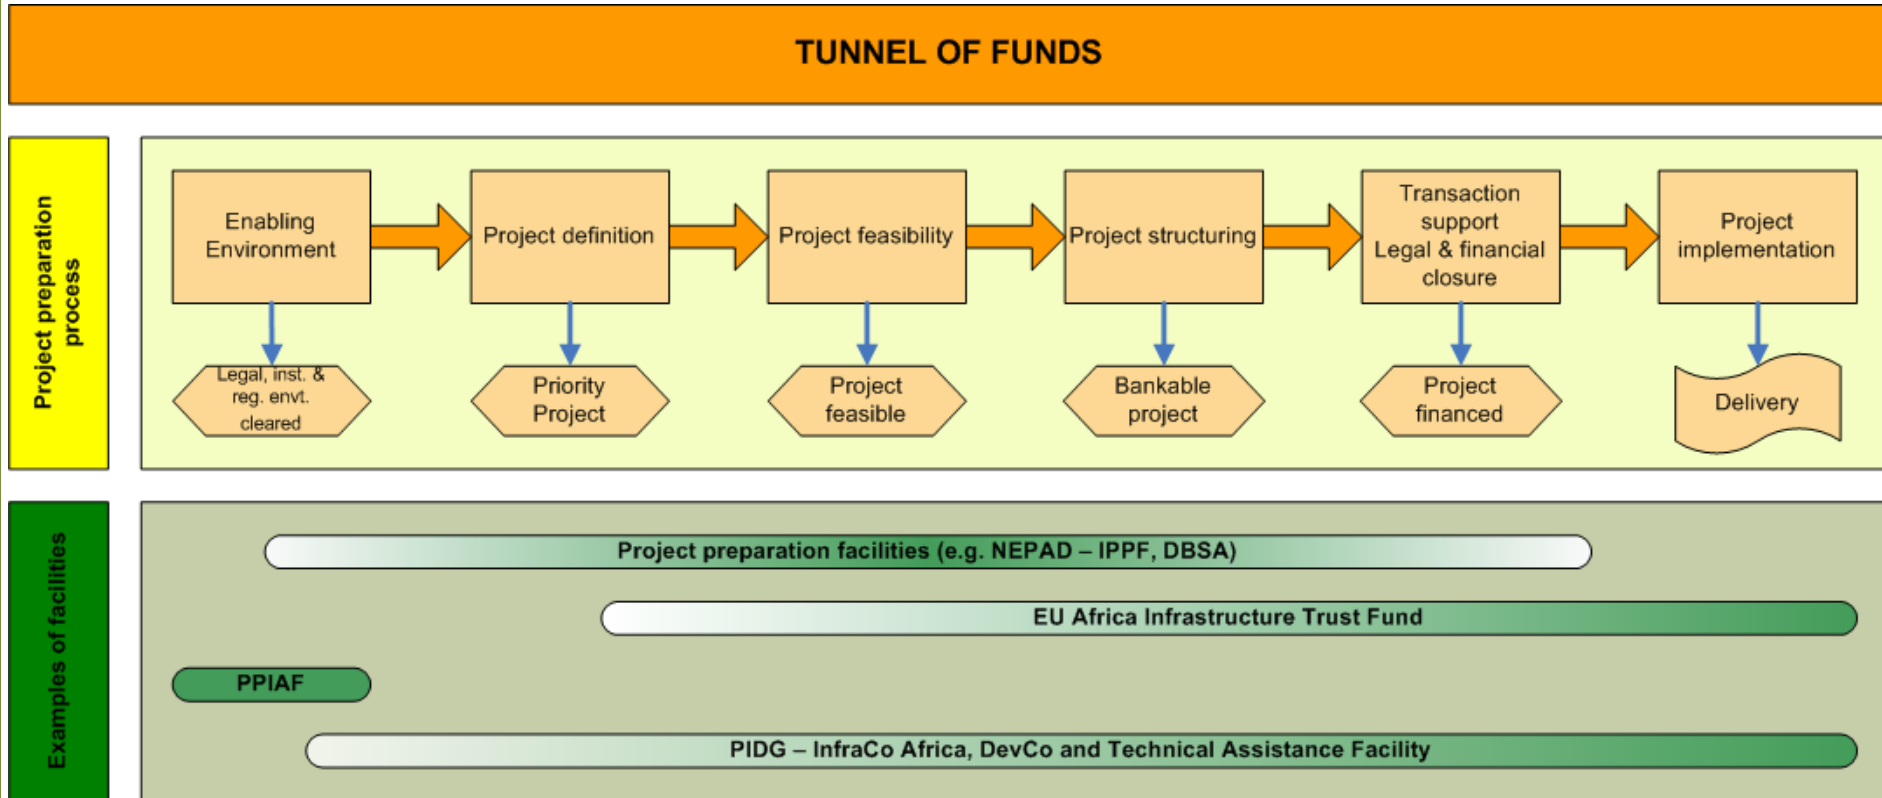 TUNNEL OF FUNDS
Project preparation
process
Enabling
Environment
Project definition
Project feasibility
Project structuring
Transaction
support
Legal & financial
closure
Project
implementation
Legal, inst. &
reg. envt.
cleared
Priority
Project
Project
feasible
Bankable
project
Project
financed
Delivery
Examples of facilities
Project preparation facilities (e.g. NEPAD – IPPF, DBSA)
EU Africa Infrastructure Trust Fund
PPIAF
PIDG – InfraCo Africa, DevCo and Technical Assistance Facility